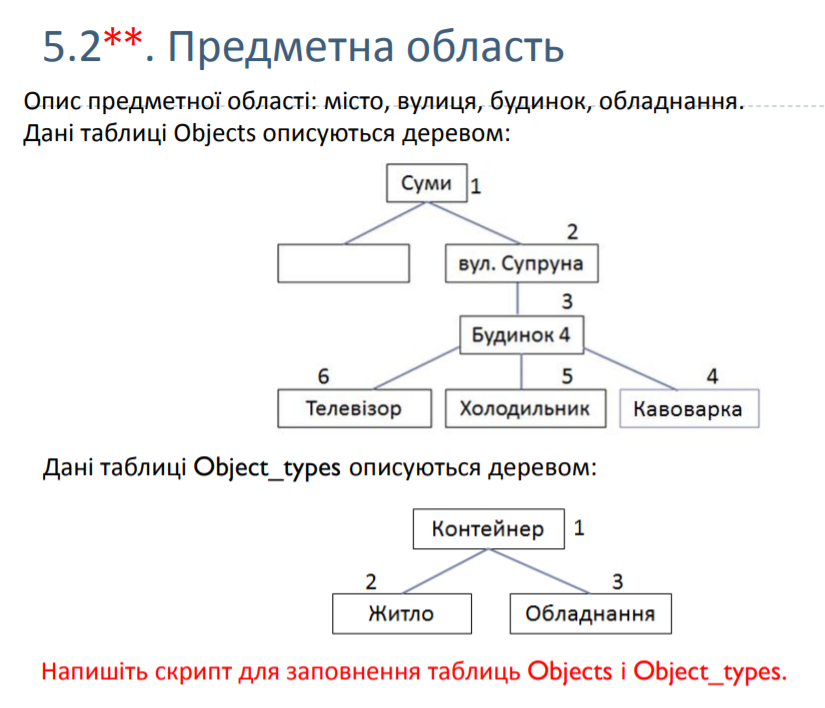 5.2**. Предметна область
Опис предметної області: місто, вулиця, будинок, обладнання.
Дані таблиці Objects описуються деревом:
Суми 1
2
вул. Супруна
3
Будинок 4
6 5 4
Телевізор Холодильник Кавоварка
Дані таблиці Object_types описуються деревом:
Контейнер 1
2 3
Житло Обладнання
Напишіть скрипт для заповнення таблиць Objects і Object_types.